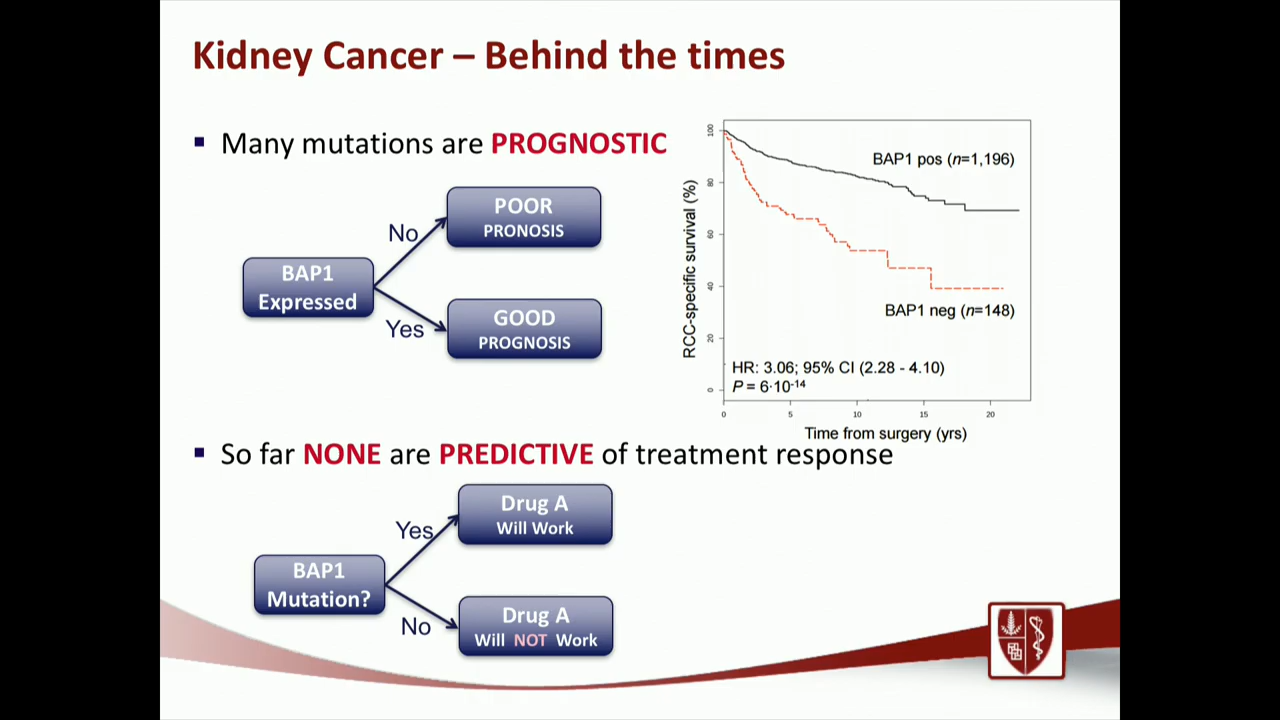 Kidney Cancer – Behind the times
▪ Many mutations are PROGNOSTIC
BAP1
Expressed
No
POOR
PRONOSIS
Yes
GOOD
PROGNOSIS
RCC-specific survival (%)
100
80
60
40
20
0
BAP1 pos (n=1,196)
BAP1 neg (n=148)
HR: 3.06; 95% CI (2.28 - 4.10)
P = 6·10-14
0 5 10 15 20
Time from surgery (yrs)
▪ So far NONE are PREDICTIVE of treatment response
BAP1
Mutation?
Yes
Drug A
Will Work
No
Drug A
Will NOT Work